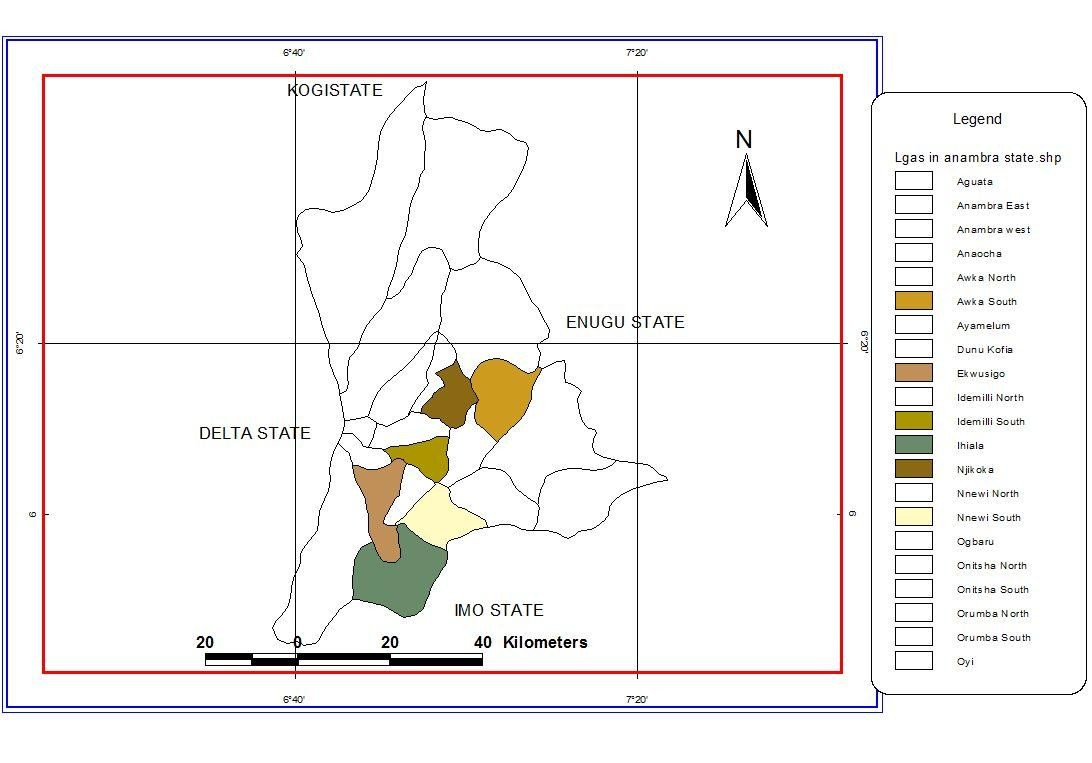 6°40'
7°20'
KOGISTATE
N
ENUGU STATE
6°20'
6°20'
DELTA STATE
6
6
IMO STATE
20 0 20 40 Kilometers
6°40'
7°20'
Legend
Lgas in anambra state.shp
Aguata
Anambra East
Anambra west
Anaocha
Awka North
Awka South
Ayamelum
Dunu Kofia
Ekwusigo
Idemilli North
Idemilli South
Ihiala
Njikoka
Nnewi North
Nnewi South
Ogbaru
Onitsha North
Onitsha South
Orumba North
Orumba South
Oyi